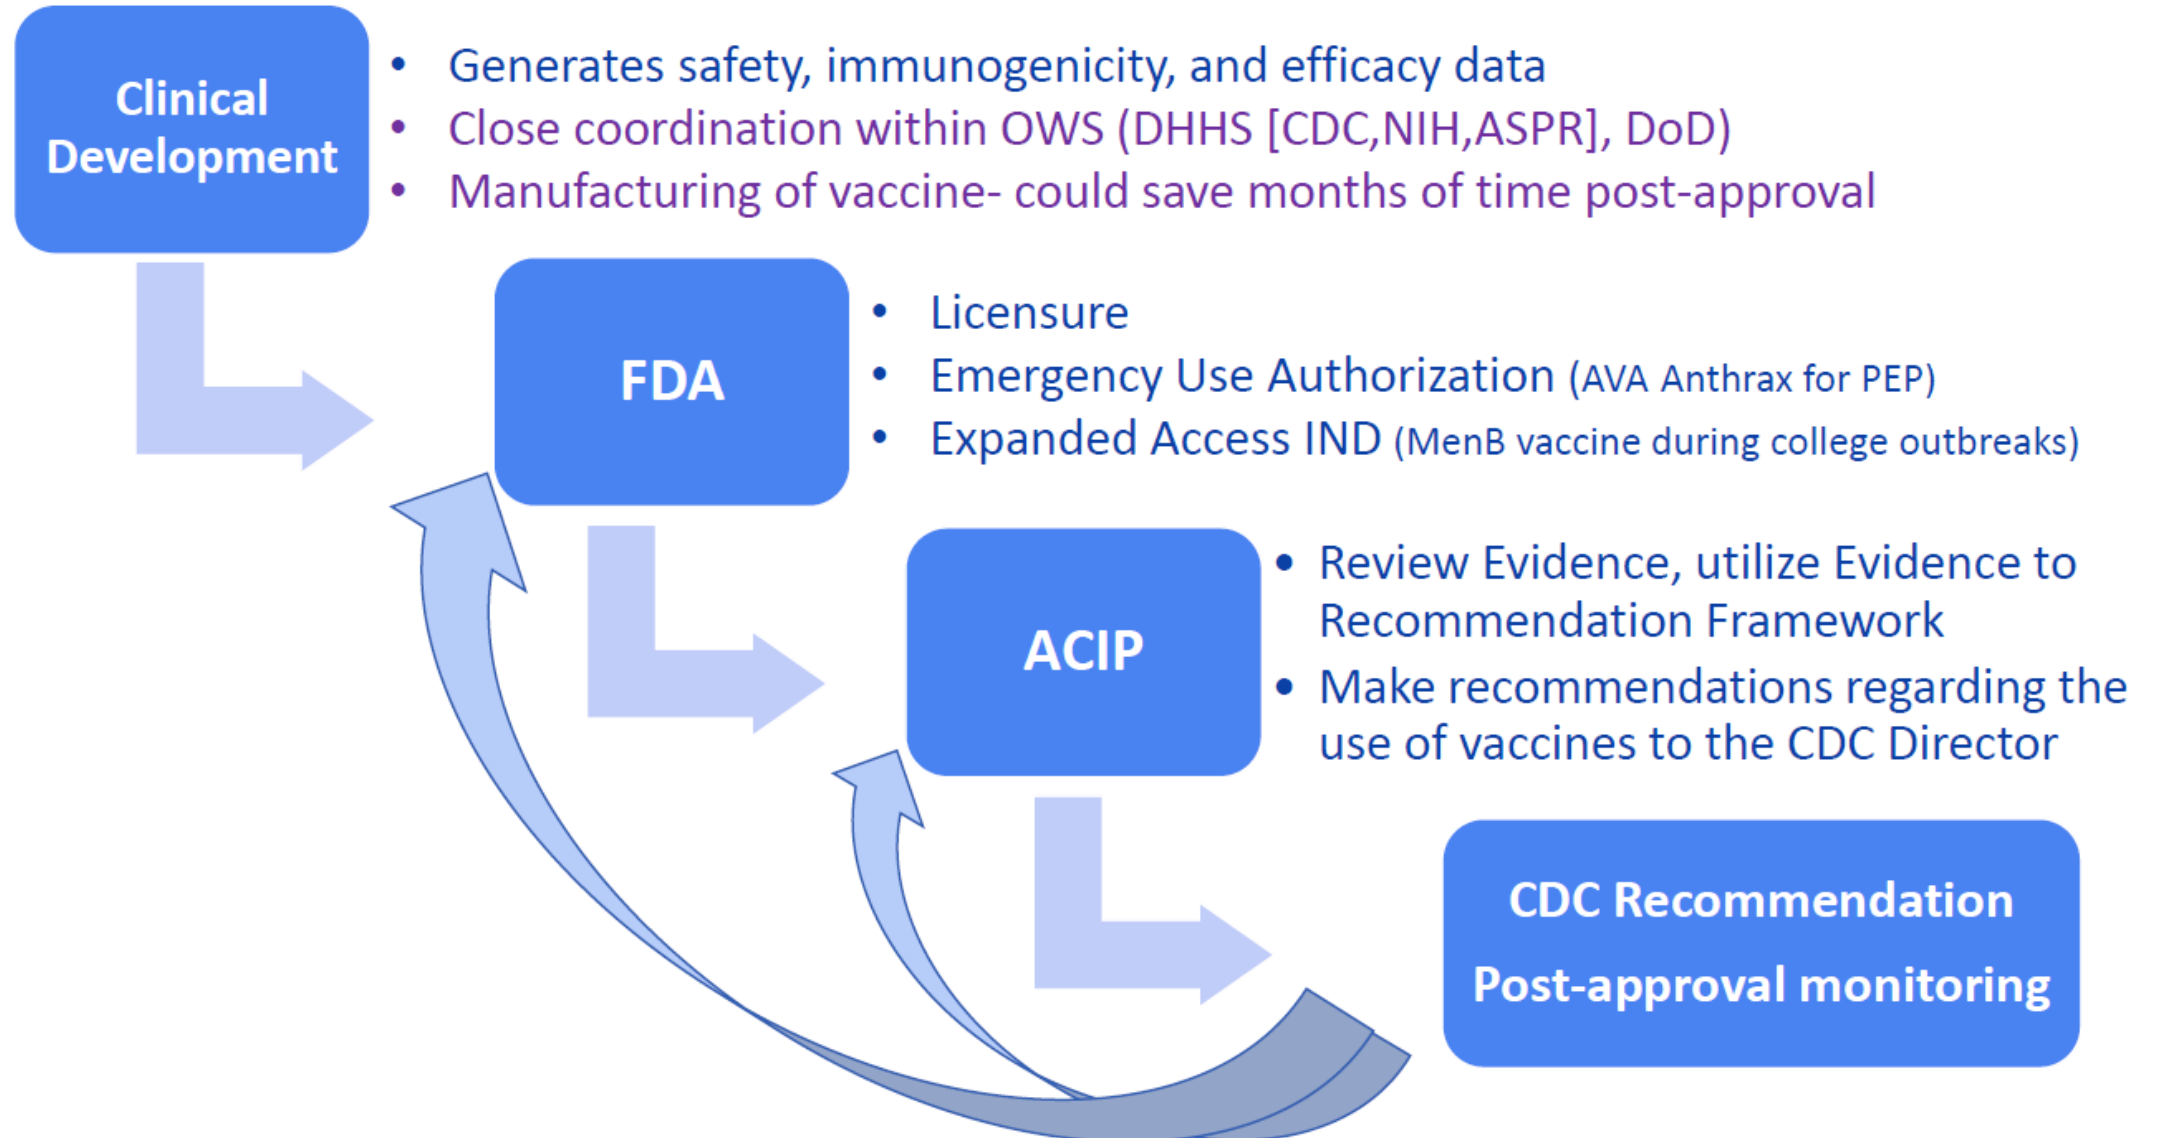 Clinical
Development
• Generates safety, immunogenicity, and efficacy data
• Close coordination within OWS (DHHS [CDC,NIH,ASPR], DoD)
• Manufacturing of vaccine- could save months of time post-approval
FDA
• Licensure
• Emergency Use Authorization (AVA Anthrax for PEP)
• Expanded Access IND (MenB vaccine during college outbreaks)
ACIP
• Review Evidence, utilize Evidence to
Recommendation Framework
• Make recommendations regarding the
use of vaccines to the CDC Director
CDC Recommendation
Post-approval monitoring